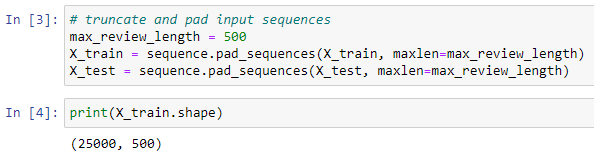 In [3]: # truncate and pad input sequences
max_review_length = 500
X_train = sequence.pad_sequences(X_train, maxlen=max_review_length)
X_test = sequence.pad_sequences(X_test, maxlen=max_review_length)
In [4]: print(X_train.shape)
(25000, 500)